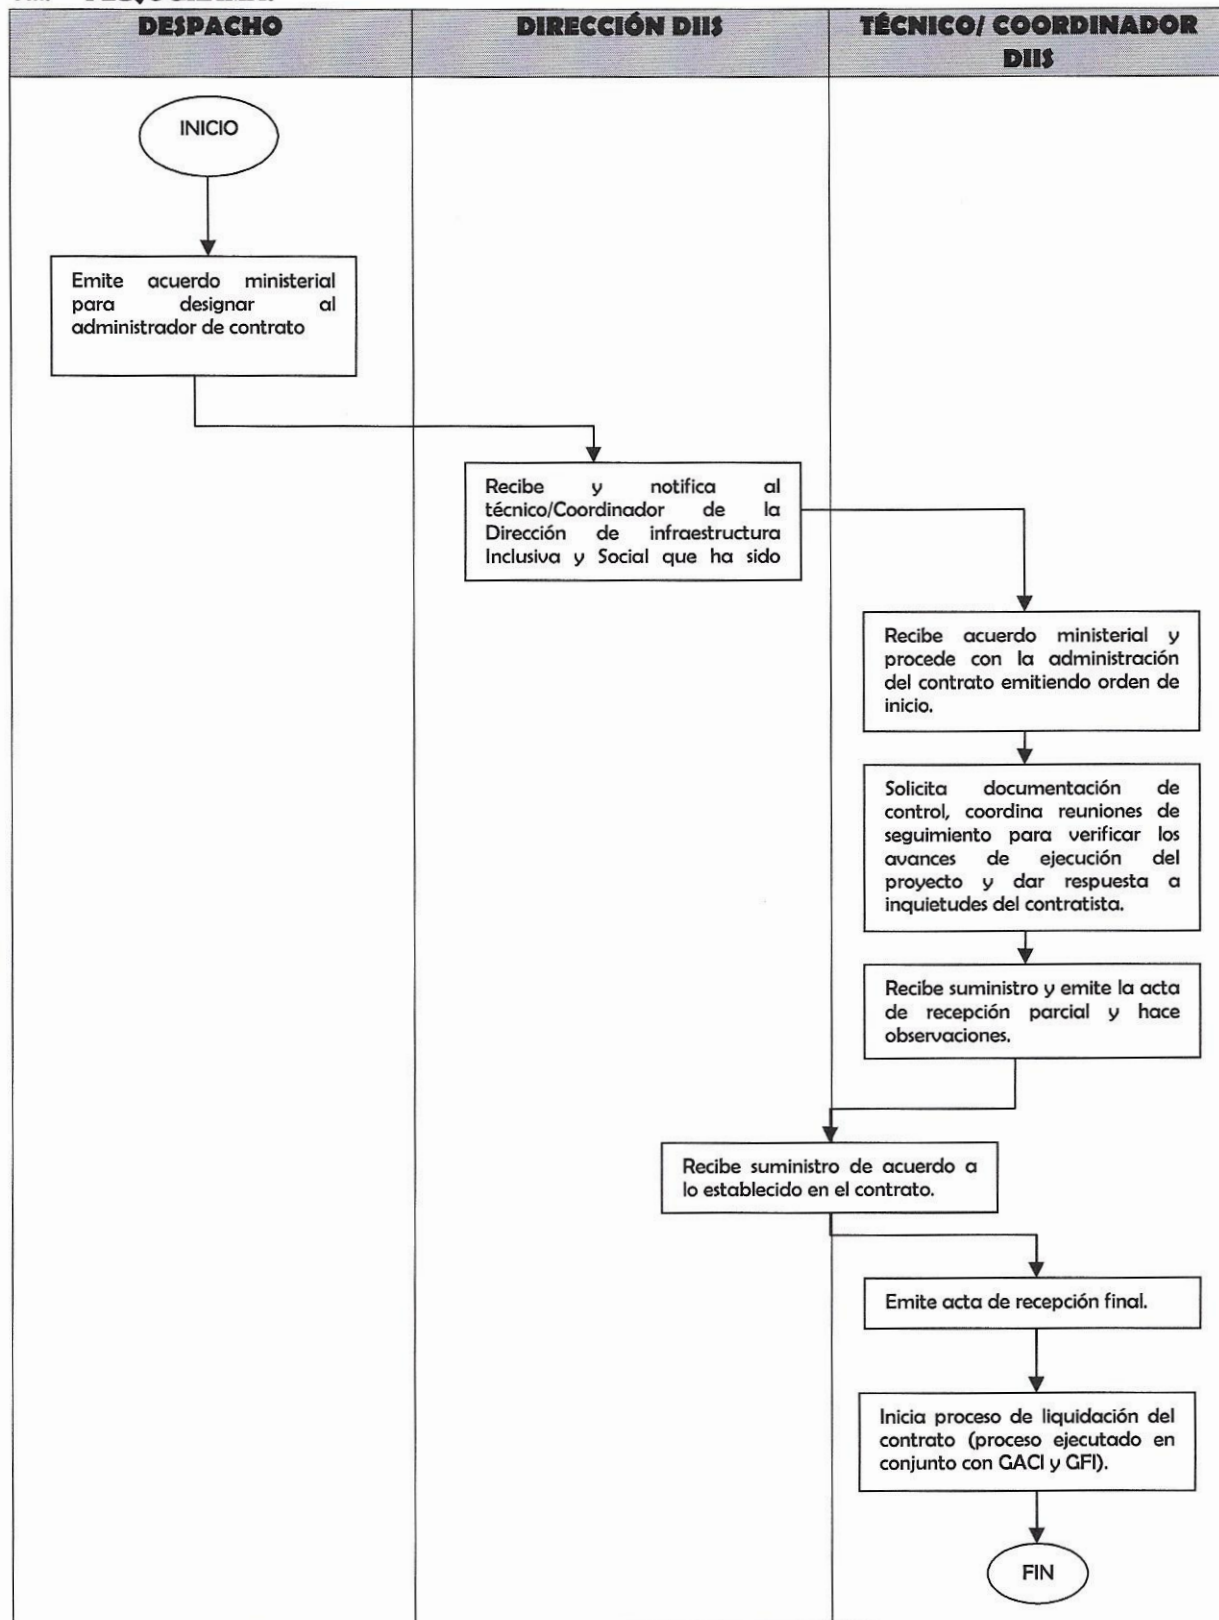 DESPACHO
DIRECCIÓN DIIS
TÉCNICO/ COORDINADOR
DIIS
INICIO
Emite acuerdo ministerial
para designar al
administrador de contrato
Recibe y notifica al
técnico/Coordinador de la
Dirección de infraestructura
Inclusiva y Social que ha sido
Recibe acuerdo ministerial y
procede con la administración
del contrato emitiendo orden de
inicio.
Solicita documentación de
control, coordina reuniones de
seguimiento para verificar los
avances de ejecución del
proyecto y dar respuesta a
inquietudes del contratista.
Recibe suministro y emite la acta
de recepción parcial y hace
observaciones.
Recibe suministro de acuerdo a
lo establecido en el contrato.
Emite acta de recepción final.
Inicia proceso de liquidación del
contrato (proceso ejecutado en
conjunto con GACI y GFI).
FIN